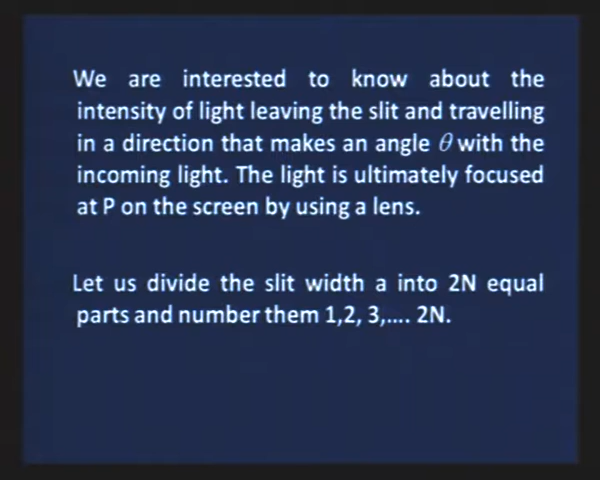 We are interested to know about the
intensity of light leaving the slit and travelling
in a direction that makes an angle θ with the
incoming light. The light is ultimately focused
at P on the screen by using a lens.
Let us divide the slit width a into 2N equal
parts and number them 1,2, 3,.... 2N.